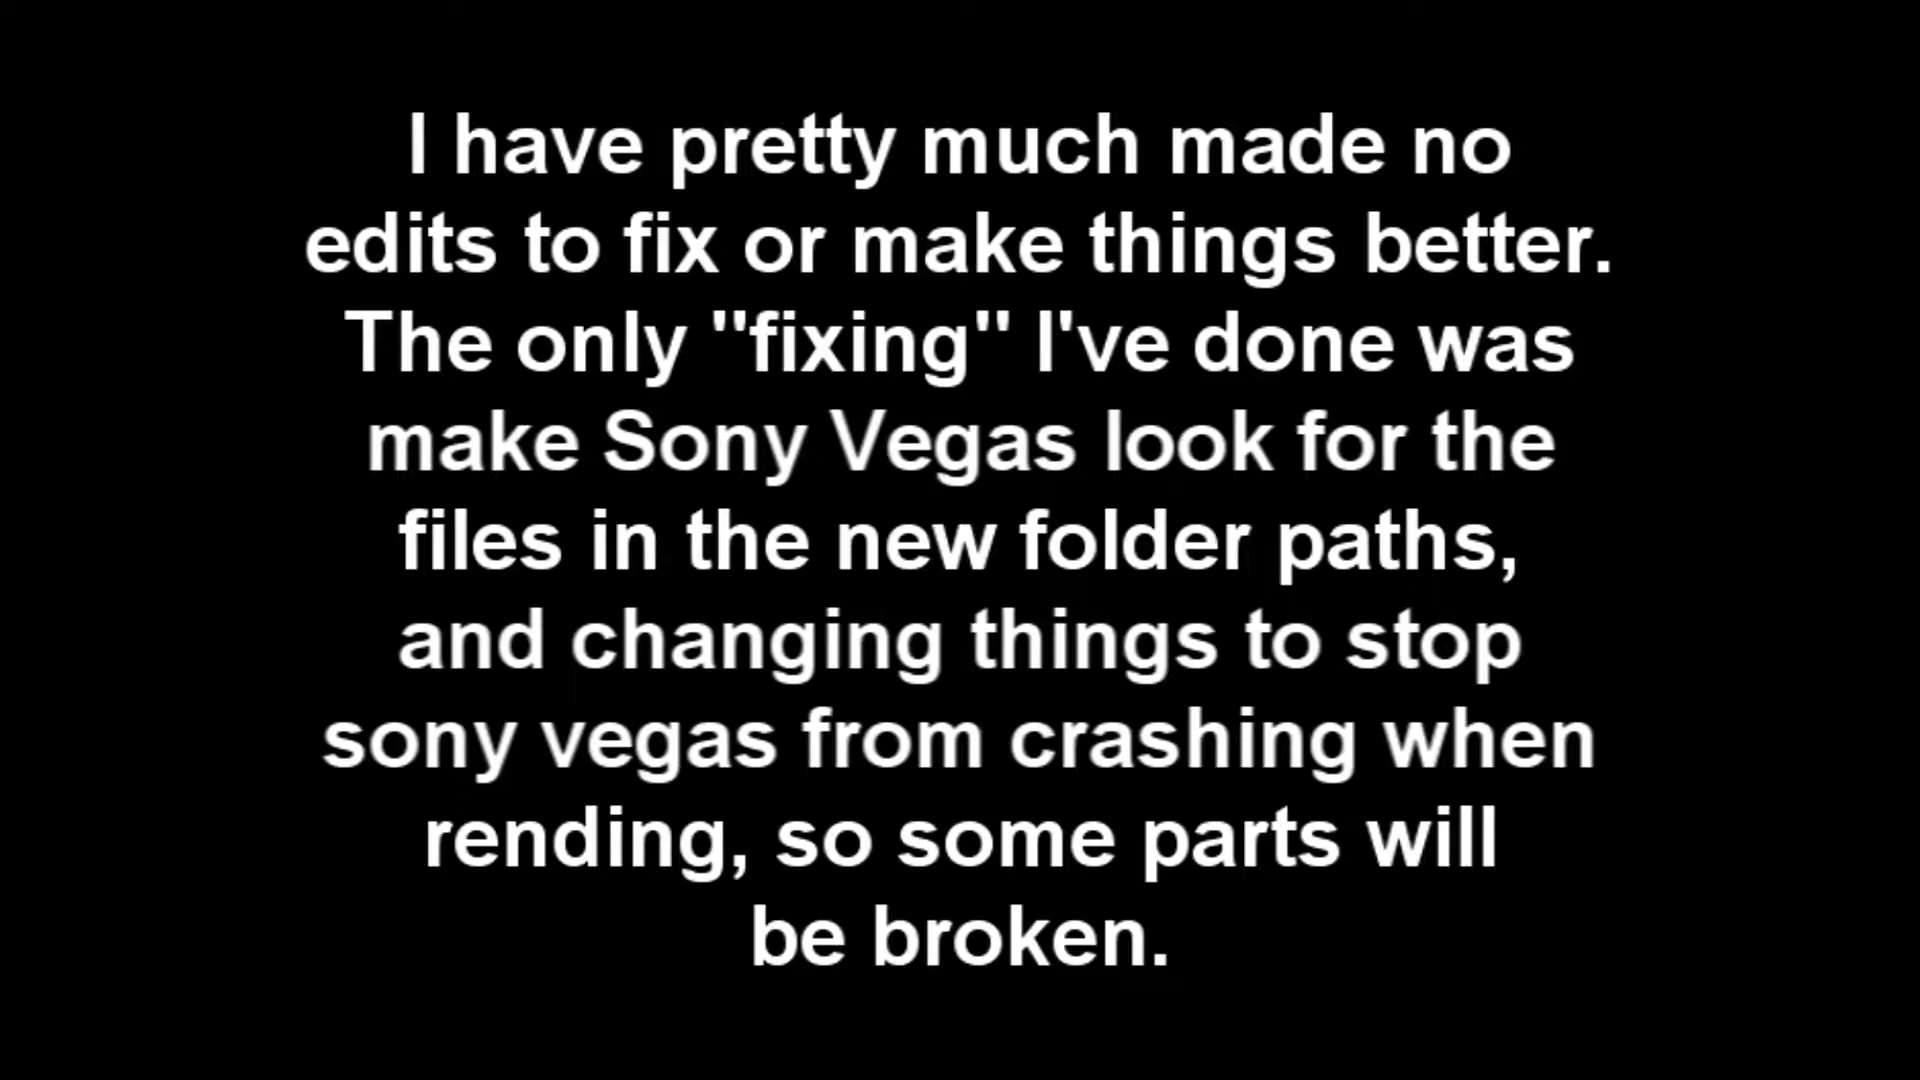 I have pretty much made no
edits to fix or make things better.
The only "fixing" I've done was
make Sony Vegas look for the
files in the new folder paths,
and changing things to stop
sony vegas from crashing when
rending, so some parts will
be broken.